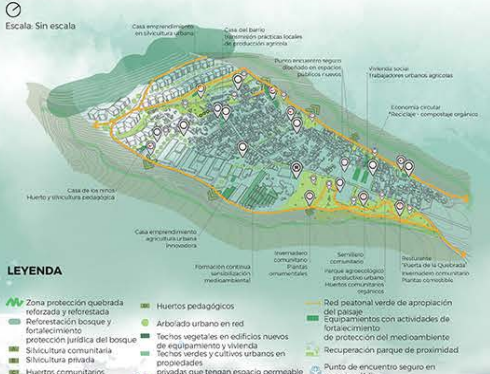 Escala: Sin escala
Casa emprendimiento
en silvicultura urbana
Casa del barrio
transmisión prácticas locales
de producción agrícola
Punto encuentro seguro
diseñado en espacios
públicos nuevos
Vivienda social
Trabajadores urbanos agrícolas
Economía circular
*Reciclaje - compostaje orgánico
Casa de los niños
Huerto y silvicultura pedagógica
Casa emprendimiento
agricultura urbana
innovadora
Formación continua
sensibilización
medioambiental
Invernadero
comunitario
Plantas
ornamentales
Semillero
comunitario
Parque agroecológico
productivo urbano
Huertos comunitarios
orgánicos
Restaurante
"Puerta de la Quebrada"
Invernadero comunitario
Plantas comestible
LEYENDA
Zona protección quebrada
reforzada y reforestada
Reforestación bosque y
fortalecimiento
protección jurídica del bosque
Silvicultura comunitaria
Silvicultura privada
Huertos comunitarios
Huertos pedagógicos
Arbolado urbano en red
Techos vegetales en edificios nuevos
de equipamiento y vivienda
Techos verdes y cultivos urbanos en
propiedades
privadas que tengan espacio permeable
Red peatonal verde de apropiación
del paisaje
Equipamientos con actividades de
fortalecimiento
de protección del medioambiente
Recuperación parque de proximidad
Punto de encuentro seguro en